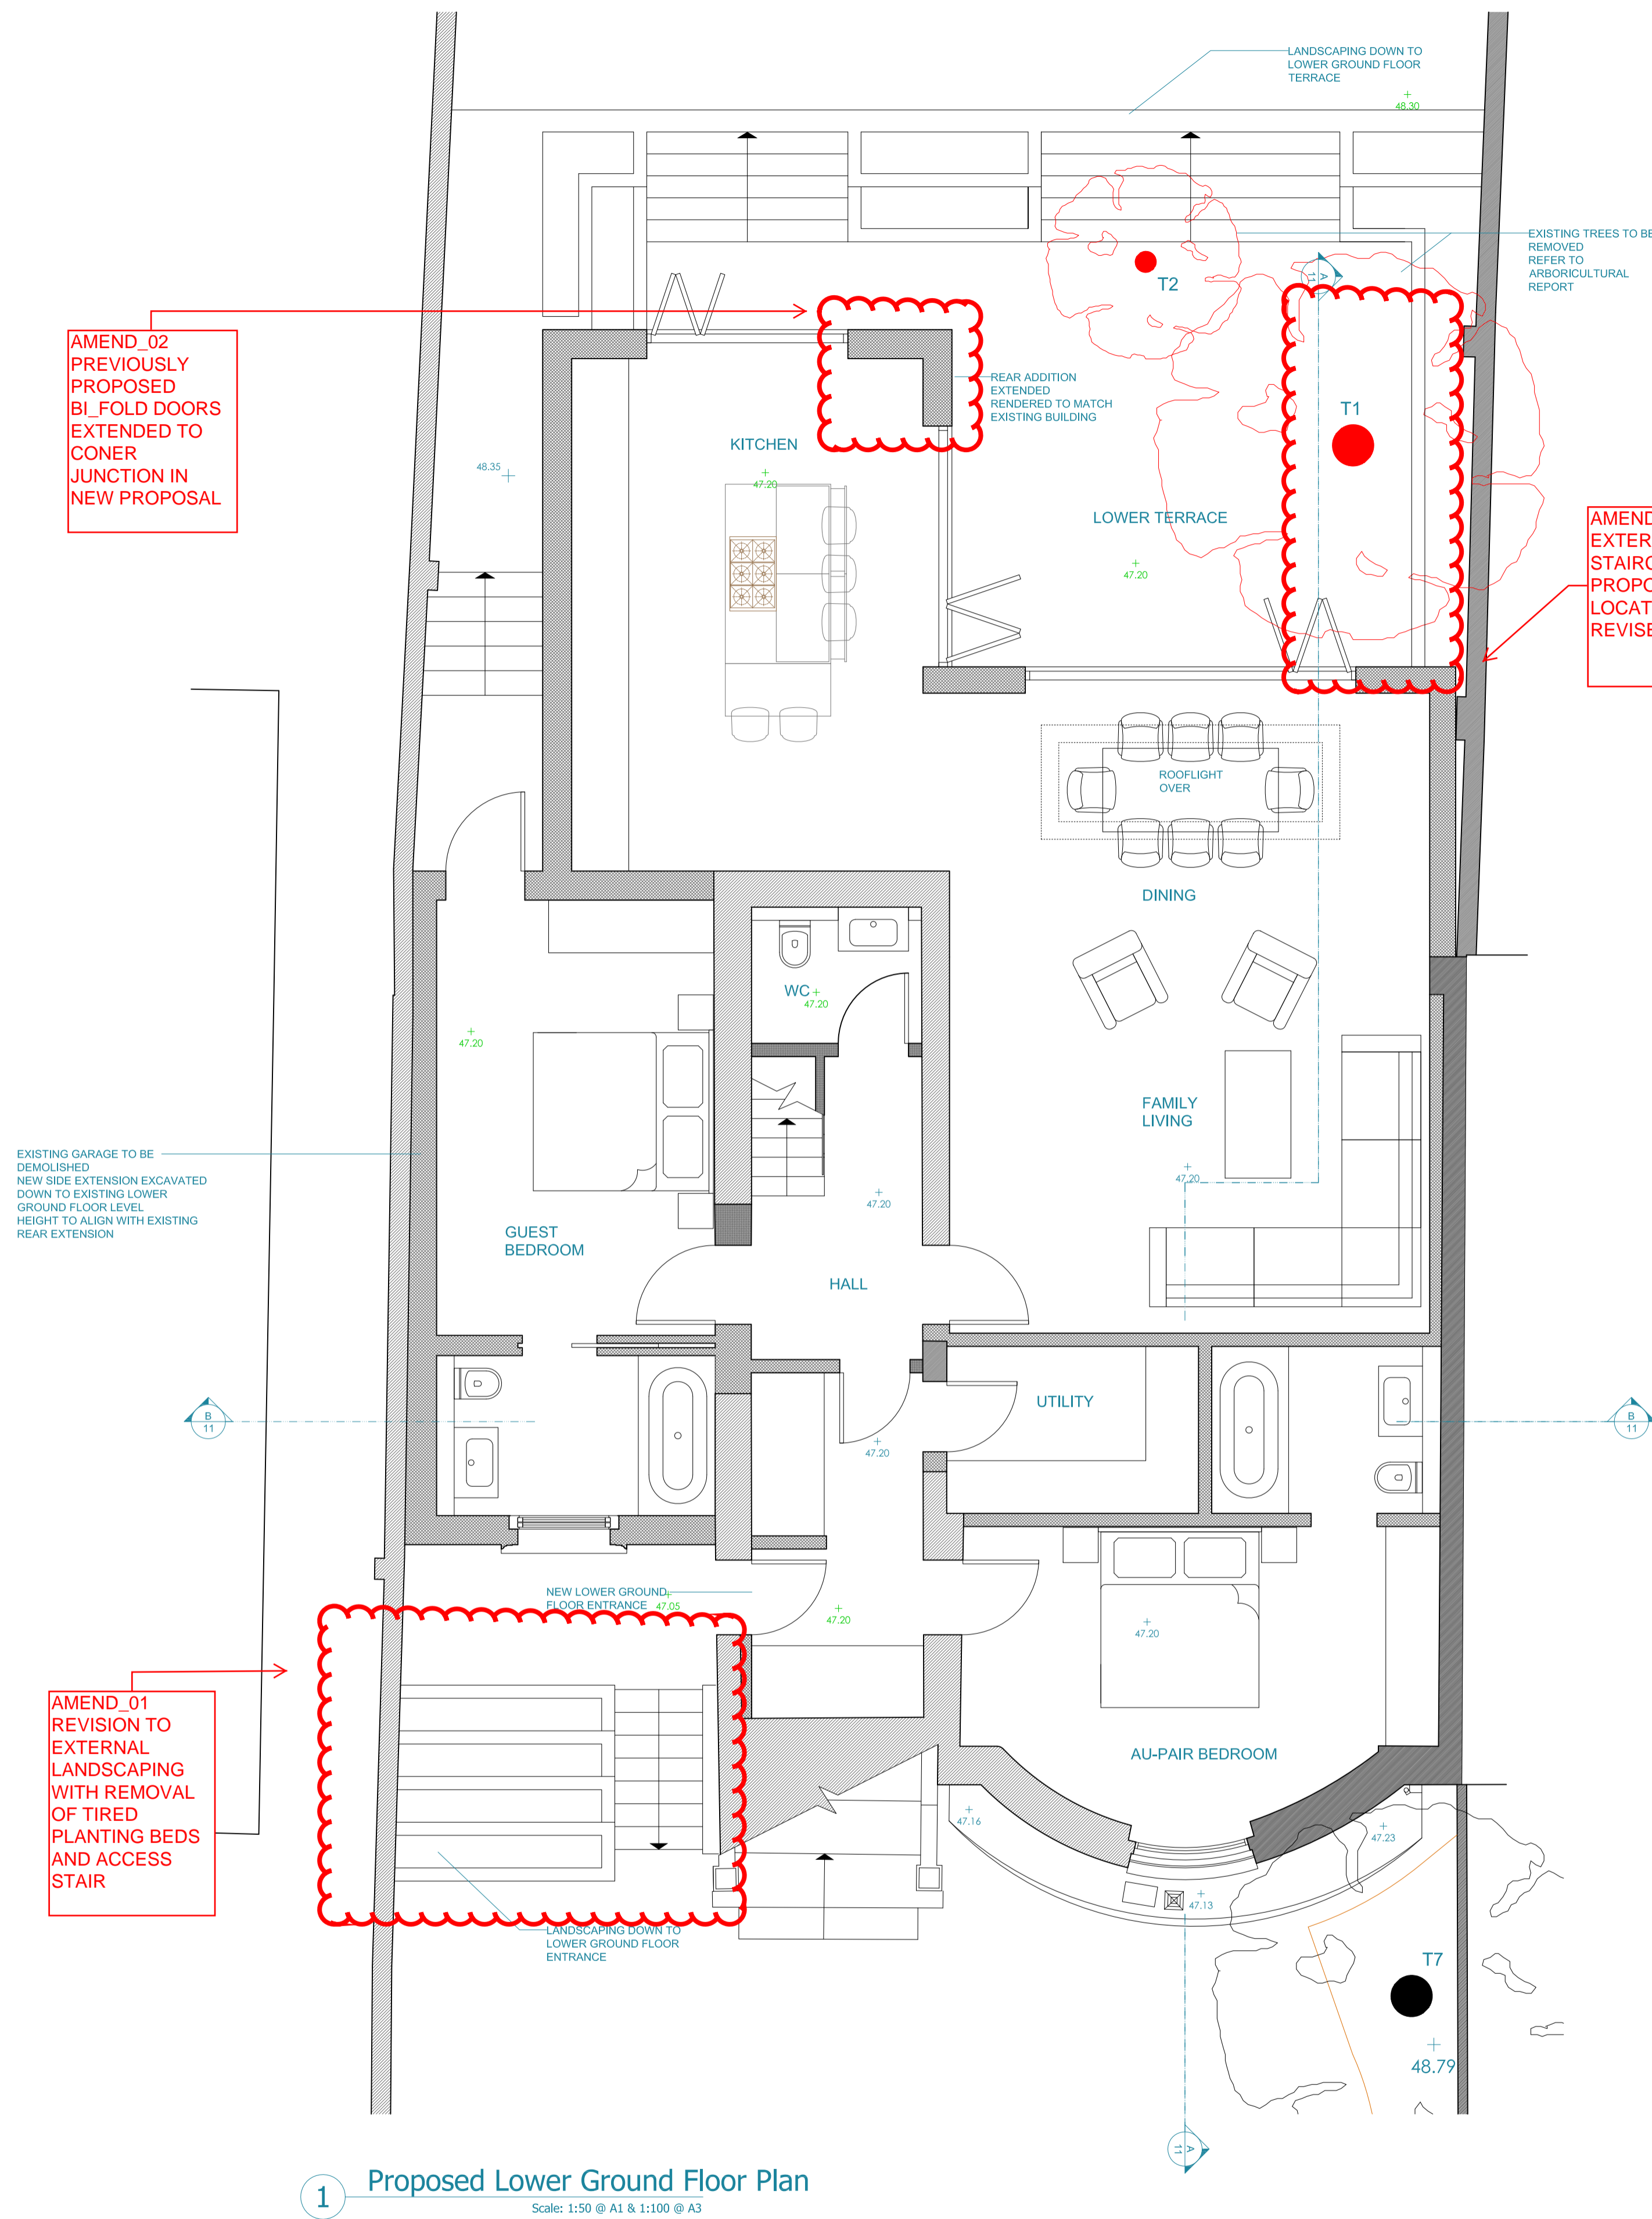 LANDSCAPING DOWN TO
LOWER GROUND FLOOR
TERRACE
48.30
EXISTING TREES TO BE
REMOVED
REFER TO
ARBORICULTURAL
REPORT
T2
A
11
AMEND_02
PREVIOUSLY
PROPOSED
BI_FOLD DOORS
EXTENDED TO
CONER
JUNCTION IN
NEW PROPOSAL
REAR ADDITION
EXTENDED
RENDERED TO MATCH
EXISTING BUILDING
T1
KITCHEN
48.35
47.20
LOWER TERRACE
47.20
AMEND
EXTER
STAIRC
PROPO
LOCAT
REVISE
ROOFLIGHT
OVER
DINING
WC
47.20
47.20
FAMILY
LIVING
EXISTING GARAGE TO BE
DEMOLISHED
NEW SIDE EXTENSION EXCAVATED
DOWN TO EXISTING LOWER
GROUND FLOOR LEVEL
HEIGHT TO ALIGN WITH EXISTING
REAR EXTENSION
47.20
47.20
GUEST
BEDROOM
HALL
UTILITY
B
11
B
11
47.20
NEW LOWER GROUND
FLOOR ENTRANCE
47.05
47.20
47.20
AMEND_01
REVISION TO
EXTERNAL
LANDSCAPING
WITH REMOVAL
OF TIRED
PLANTING BEDS
AND ACCESS
STAIR
AU-PAIR BEDROOM
47.16
47.23
47.13
LANDSCAPING DOWN TO
LOWER GROUND FLOOR
ENTRANCE
T7
48.79
A
11
1
Proposed Lower Ground Floor Plan
Scale: 1:50 @ A1 & 1:100 @ A3